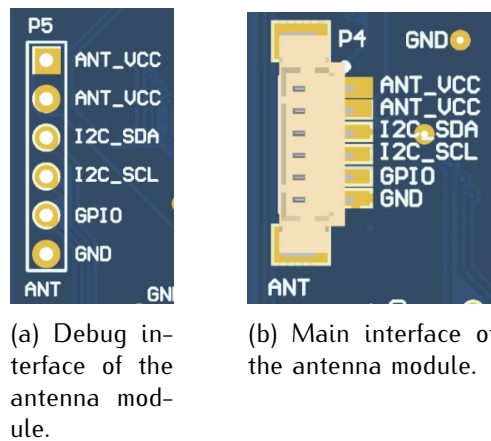 P5
ANT_VCC
ANT_VCC
I2C_SDA
I2C_SCL
GPIO
GND
ANT
GN
(a) Debug in-
terface of the
antenna mod-
ule.
P4
GND
ANT_VCC
ANT_VCC
I2C_SDA
I2C_SCL
GPIO
GND
ANT
(b) Main interface of
the antenna module.